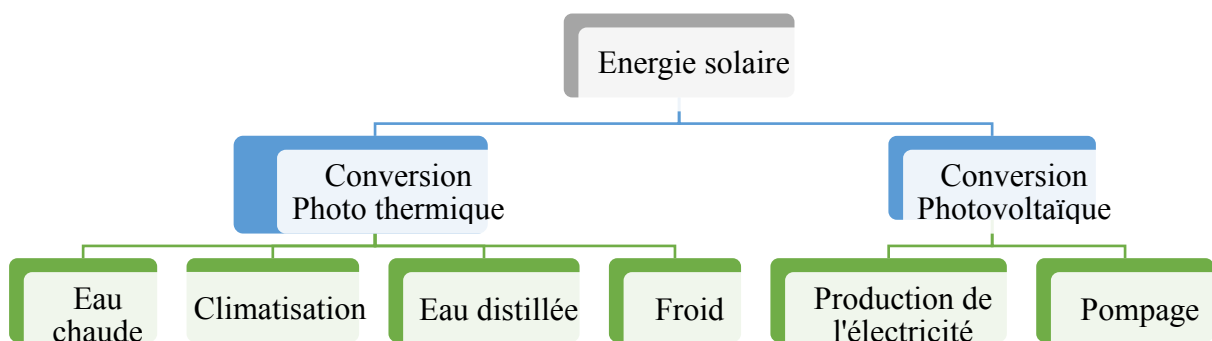 Energie solaire
Conversion
Photo thermique
Conversion
Photovoltaïque
Eau
chaude
Climatisation
Eau distillée
Froid
Production de
l'électricité
Pompage